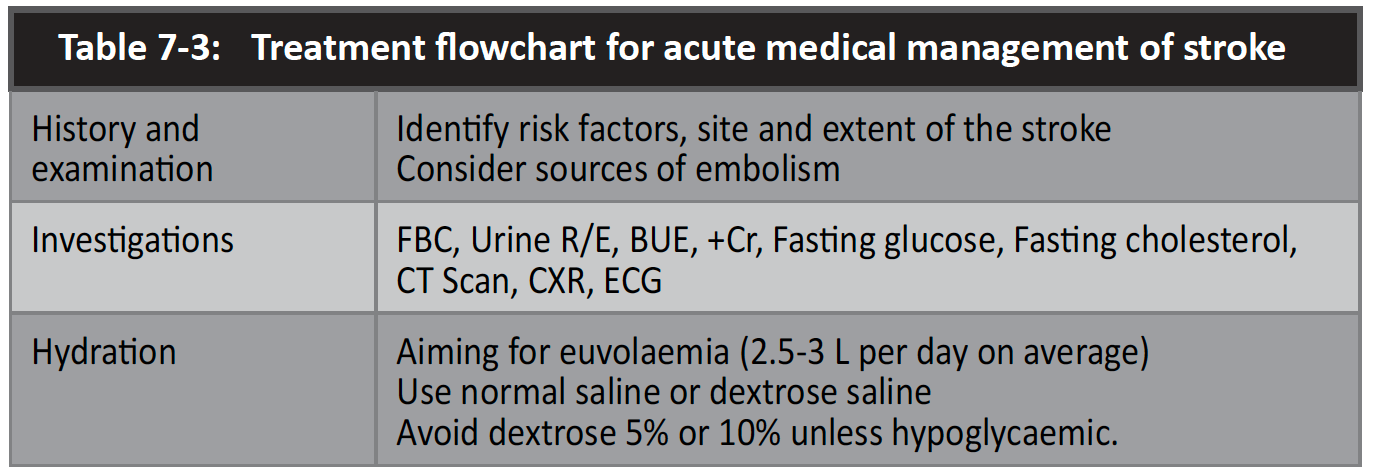 Table 7-3: Treatment flowchart for acute medical management of stroke
History and
examination
Identify risk factors, site and extent of the stroke
Consider sources of embolism
Investigations
FBC, Urine R/E, BUE, +Cr, Fasting glucose, Fasting cholesterol,
CT Scan, CXR, ECG
Hydration
Aiming for euvolaemia (2.5-3 L per day on average)
Use normal saline or dextrose saline
Avoid dextrose 5% or 10% unless hypoglycaemic.